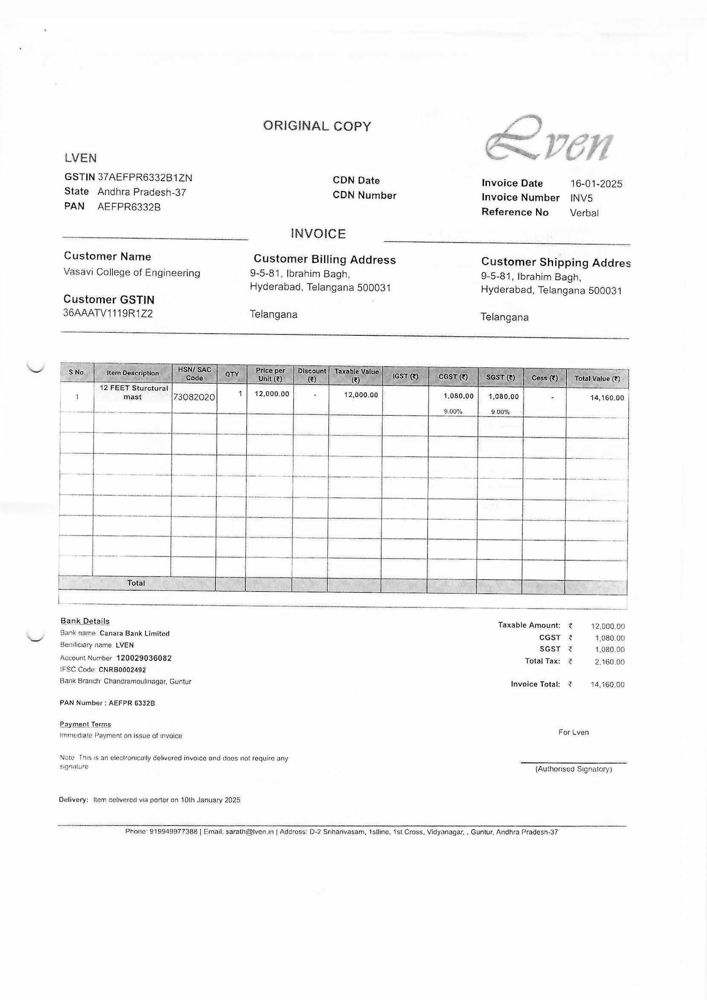 ORIGINAL COPY
Lven
LVEN
GSTIN 37AEFPR6332B1ZN
State Andhra Pradesh-37
PAN AEFPR6332B
CDN Date
CDN Number
Invoice Date 16-01-2025
Invoice Number INV5
Reference No Verbal
INVOICE
Customer Name
Vasavi College of Engineering
Customer GSTIN
36AAATV1119R1Z2
Customer Billing Address
9-5-81, Ibrahim Bagh,
Hyderabad, Telangana 500031
Telangana
Customer Shipping Addres
9-5-81, Ibrahim Bagh,
Hyderabad, Telangana 500031
Telangana
S No. Item Description HSN/ SAC Code QTY Price per Unit (₹) Discount (₹) Taxable Value (₹) IGST (₹) CGST (₹) SGST (₹) Cess (₹) Total Value (₹)
1 12 FEET Sturctural mast 73082020 1 12,000.00 - 12,000.00 1,080.00 1,080.00 - 14,160.00
9.00% 9.00%
Total
Bank Details
Bank name Canara Bank Limited
Benificiary name LVEN
Account Number 120029036082
IFSC Code CNRB0002492
Bank Branch Chandramoulinagar, Guntur
PAN Number : AEFPR 6332B
Taxable Amount: ₹ 12,000.00
CGST ₹ 1,080.00
SGST ₹ 1,080.00
Total Tax: ₹ 2,160.00
Invoice Total: ₹ 14,160.00
Payment Terms
Immediate Payment on issue of invoice
For Lven
Note This is an electronically delivered invoice and does not require any
signature
(Authorised Signatory)
Delivery: Item delivered via porter on 10th January 2025
Phone: 919949977388 | Email: sarath@lven.in | Address: D-2 Sriharivasam, 1stline, 1st Cross, Vidyanagar, , Guntur, Andhra Pradesh-37